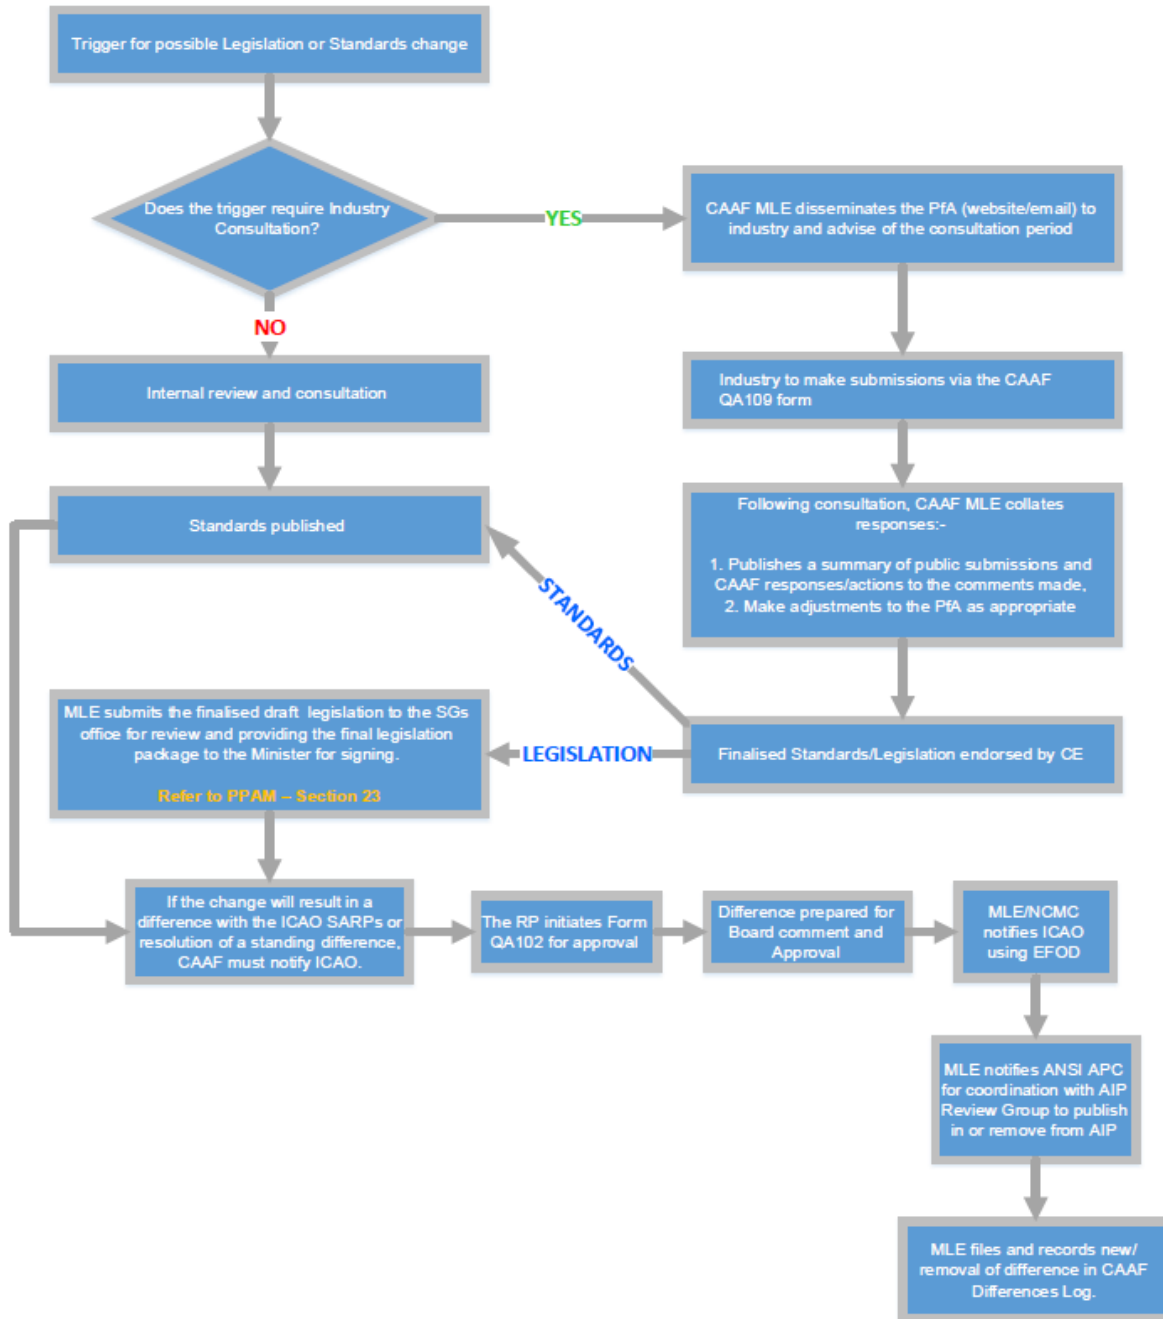 Trigger for possible Legislation or Standards change
Does the trigger require Industry
Consultation?
YES
CAAF MLE disseminates the PfA (website/email) to
industry and advise of the consultation period
NO
Internal review and consultation
Industry to make submissions via the CAAF
QA109 form
Standards published
Following consultation, CAAF MLE collates
responses:-
1. Publishes a summary of public submissions and
CAAF responses/actions to the comments made,
2. Make adjustments to the PfA as appropriate
STANDARDS
MLE submits the finalised draft legislation to the SGs
office for review and providing the final legislation
package to the Minister for signing.
Refer to PPAM – Section 23
LEGISLATION
Finalised Standards/Legislation endorsed by CE
If the change will result in a
difference with the ICAO SARPs or
resolution of a standing difference,
CAAF must notify ICAO.
The RP initiates Form
QA102 for approval
Difference prepared for
Board comment and
Approval
MLE/NCMC
notifies ICAO
using EFOD
MLE notifies ANSI APC
for coordination with AIP
Review Group to publish
in or remove from AIP
MLE files and records new/
removal of difference in CAAF
Differences Log.